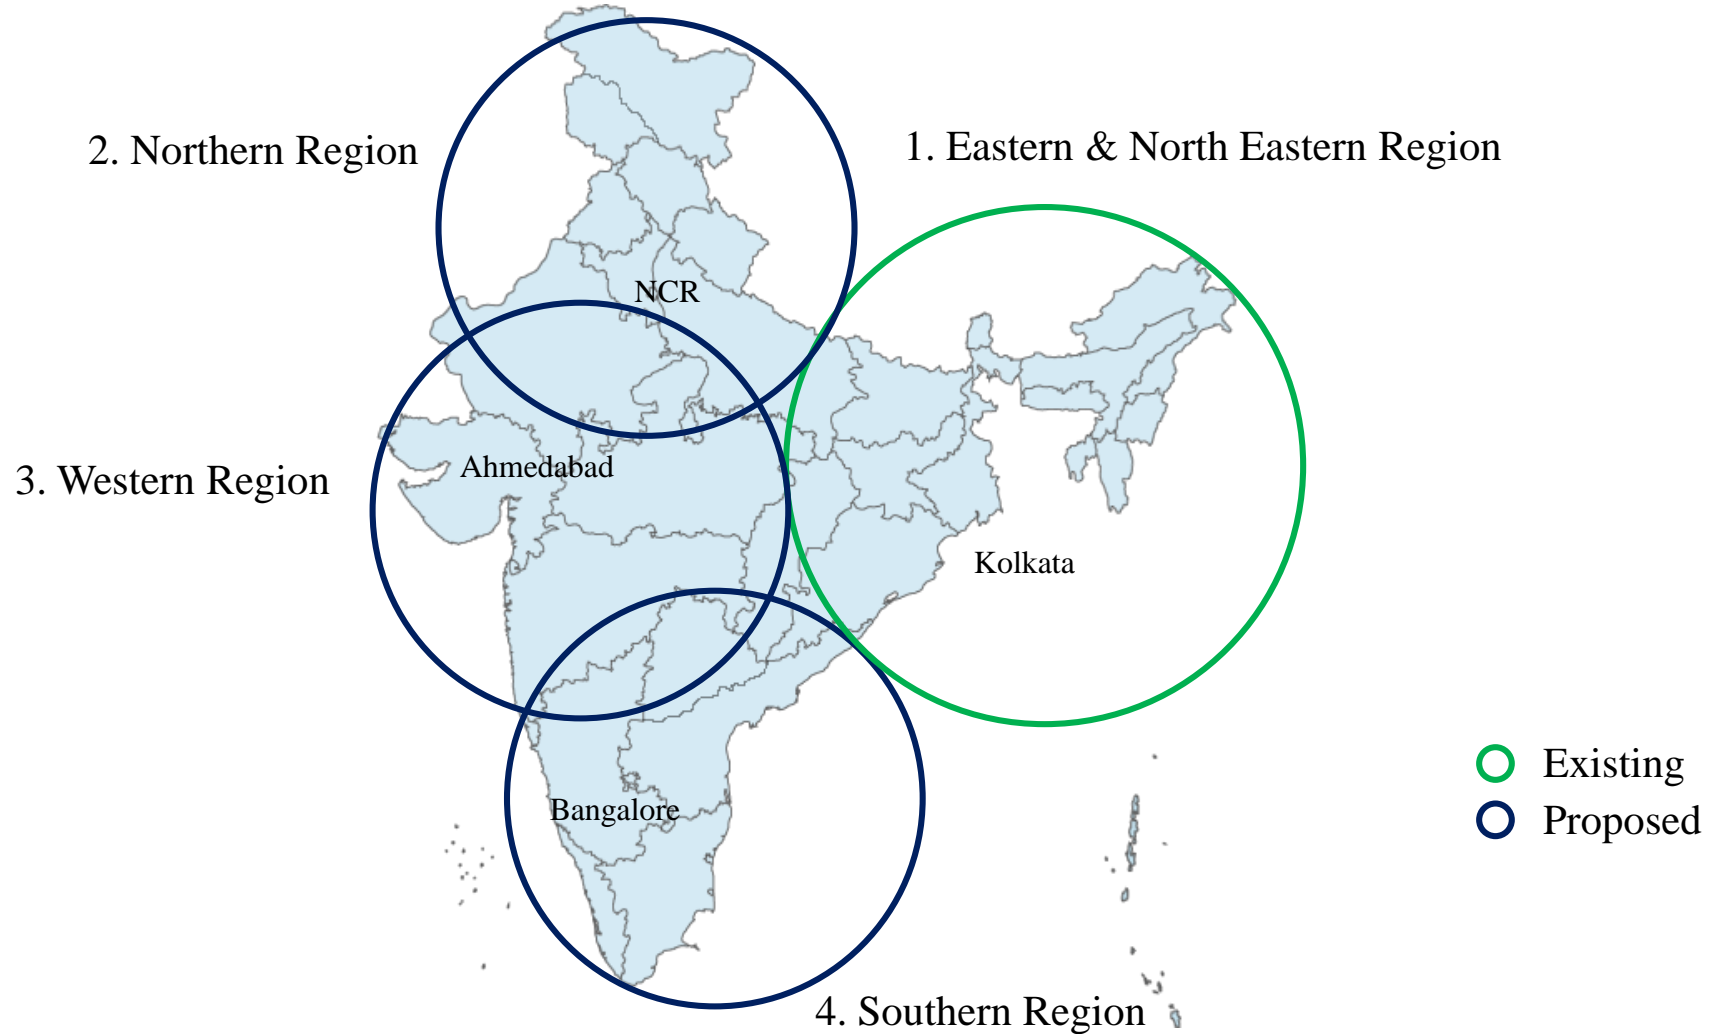 2. Northern Region
1. Eastern & North Eastern Region
NCR
3. Western Region
Ahmedabad
Kolkata
Existing
Bangalore
Proposed
4. Southern Region